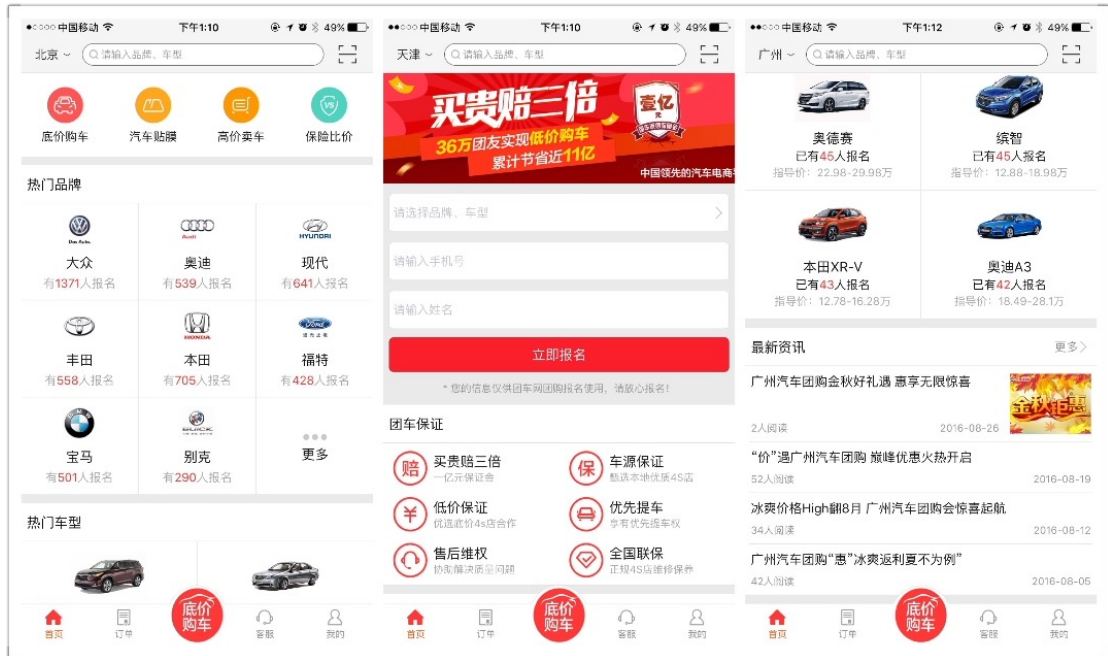 中国移动 下午1:10 49%
北京 请输入品牌、车型
底价购车 汽车贴膜 高价卖车 保险比价
热门品牌
Das Auto. Audi HYUNDAI
大众 奥迪 现代
有1371人报名 有539人报名 有641人报名
HONDA Ford
丰田 本田 福特
有558人报名 有705人报名 有428人报名
BMW BUICK
宝马 别克 更多
有501人报名 有290人报名
热门车型
首页 订单 底价购车 客服 我的
中国移动 下午1:10 49%
天津 请输入品牌、车型
买贵赔三倍
壹亿
元
36万团友实现低价购车
累计节省近11亿
中国领先的汽车电商
请选择品牌、车型
请输入手机号
请输入姓名
立即报名
* 您的信息仅供团车网团购报名使用，请放心报名！
团车保证
赔 买贵赔三倍 保 车源保证
一亿元保证金 甄选本地优质4S店
¥ 低价保证 优先提车
优选底价4s店合作 享有优先提车权
售后维权 全国联保
协助解决质量问题 正规4S店维修保养
首页 订单 底价购车 客服 我的
中国移动 下午1:12 49%
广州 请输入品牌、车型
奥德赛 缤智
已有45人报名 已有45人报名
指导价：22.98-29.98万 指导价：12.88-18.98万
本田XR-V 奥迪A3
已有43人报名 已有42人报名
指导价：12.78-16.28万 指导价：18.49-28.1万
最新资讯 更多
广州汽车团购金秋好礼遇 惠享无限惊喜
金秋钜惠
2人阅读 2016-08-26
“价”遇广州汽车团购 巅峰优惠火热开启
52人阅读 2016-08-19
冰爽价格High翻8月 广州汽车团购会惊喜起航
34人阅读 2016-08-12
广州汽车团购“惠”冰爽返利夏不为例”
42人阅读 2016-08-05
首页 订单 底价购车 客服 我的